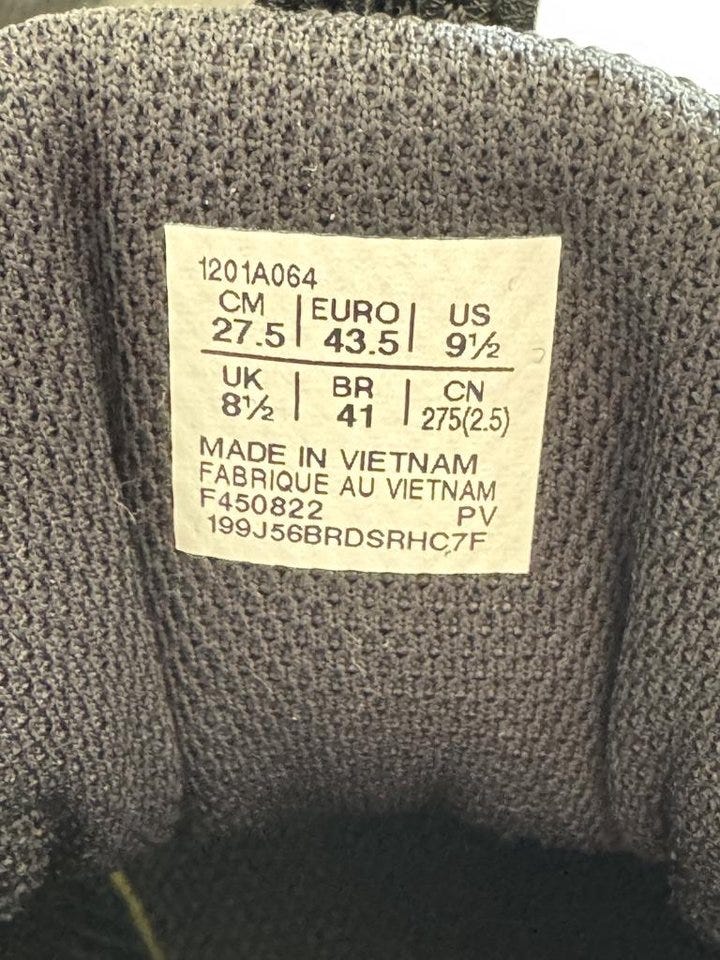 1201A064
CM | EURO | US
27.5 | 43.5 | 9½
UK | BR | CN
8½ | 41 | 275(2.5)
MADE IN VIETNAM
FABRIQUE AU VIETNAM
F450822 PV
199J56BRDSRHC7F